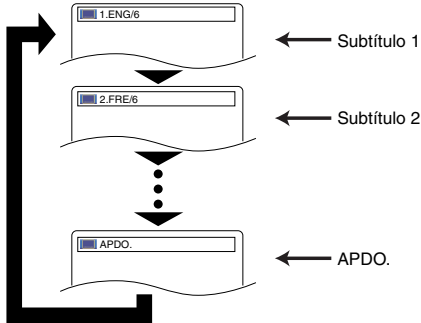 1.ENG/6
Subtítulo 1
2.FRE/6
Subtítulo 2
APDO.
APDO.